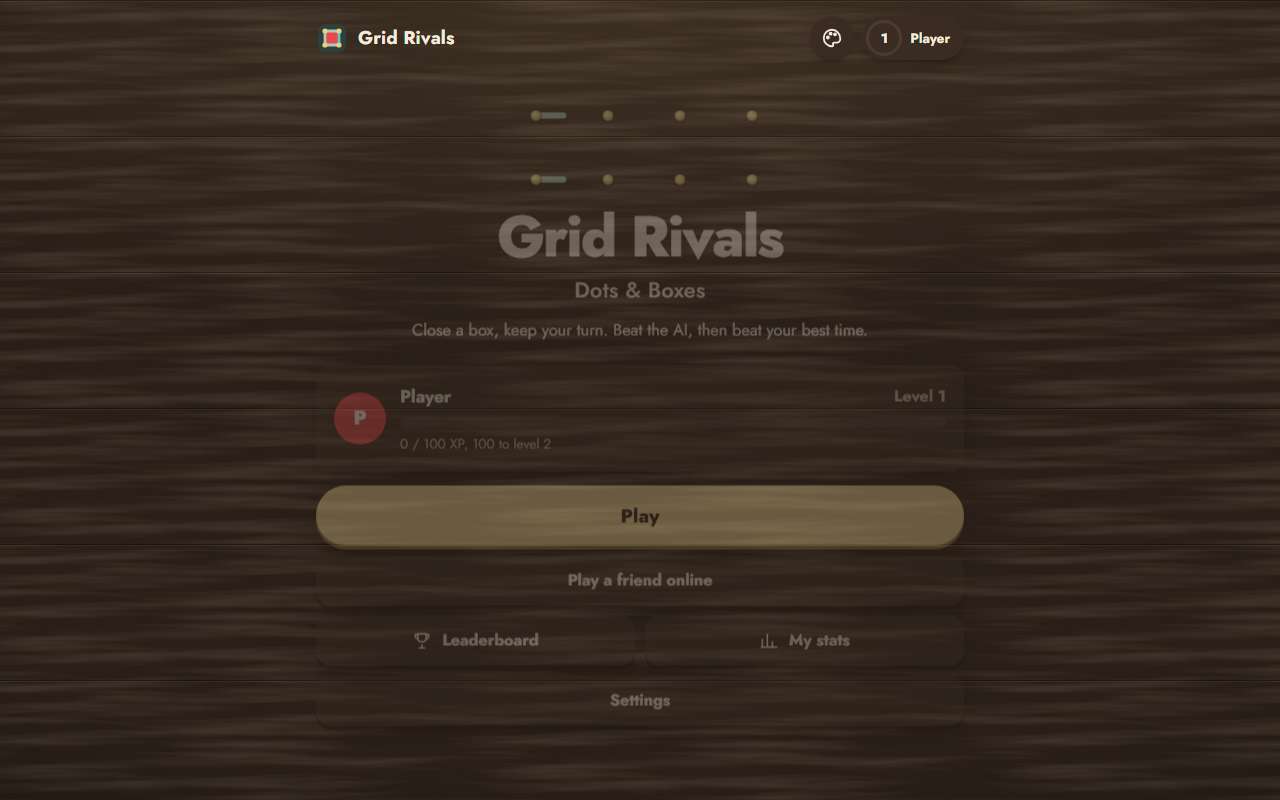 Grid Rivals
1 Player
Grid Rivals
Dots & Boxes
Close a box, keep your turn. Beat the AI, then beat your best time.
P
Player
Level 1
0 / 100 XP, 100 to level 2
Play
Play a friend online
Leaderboard
My stats
Settings